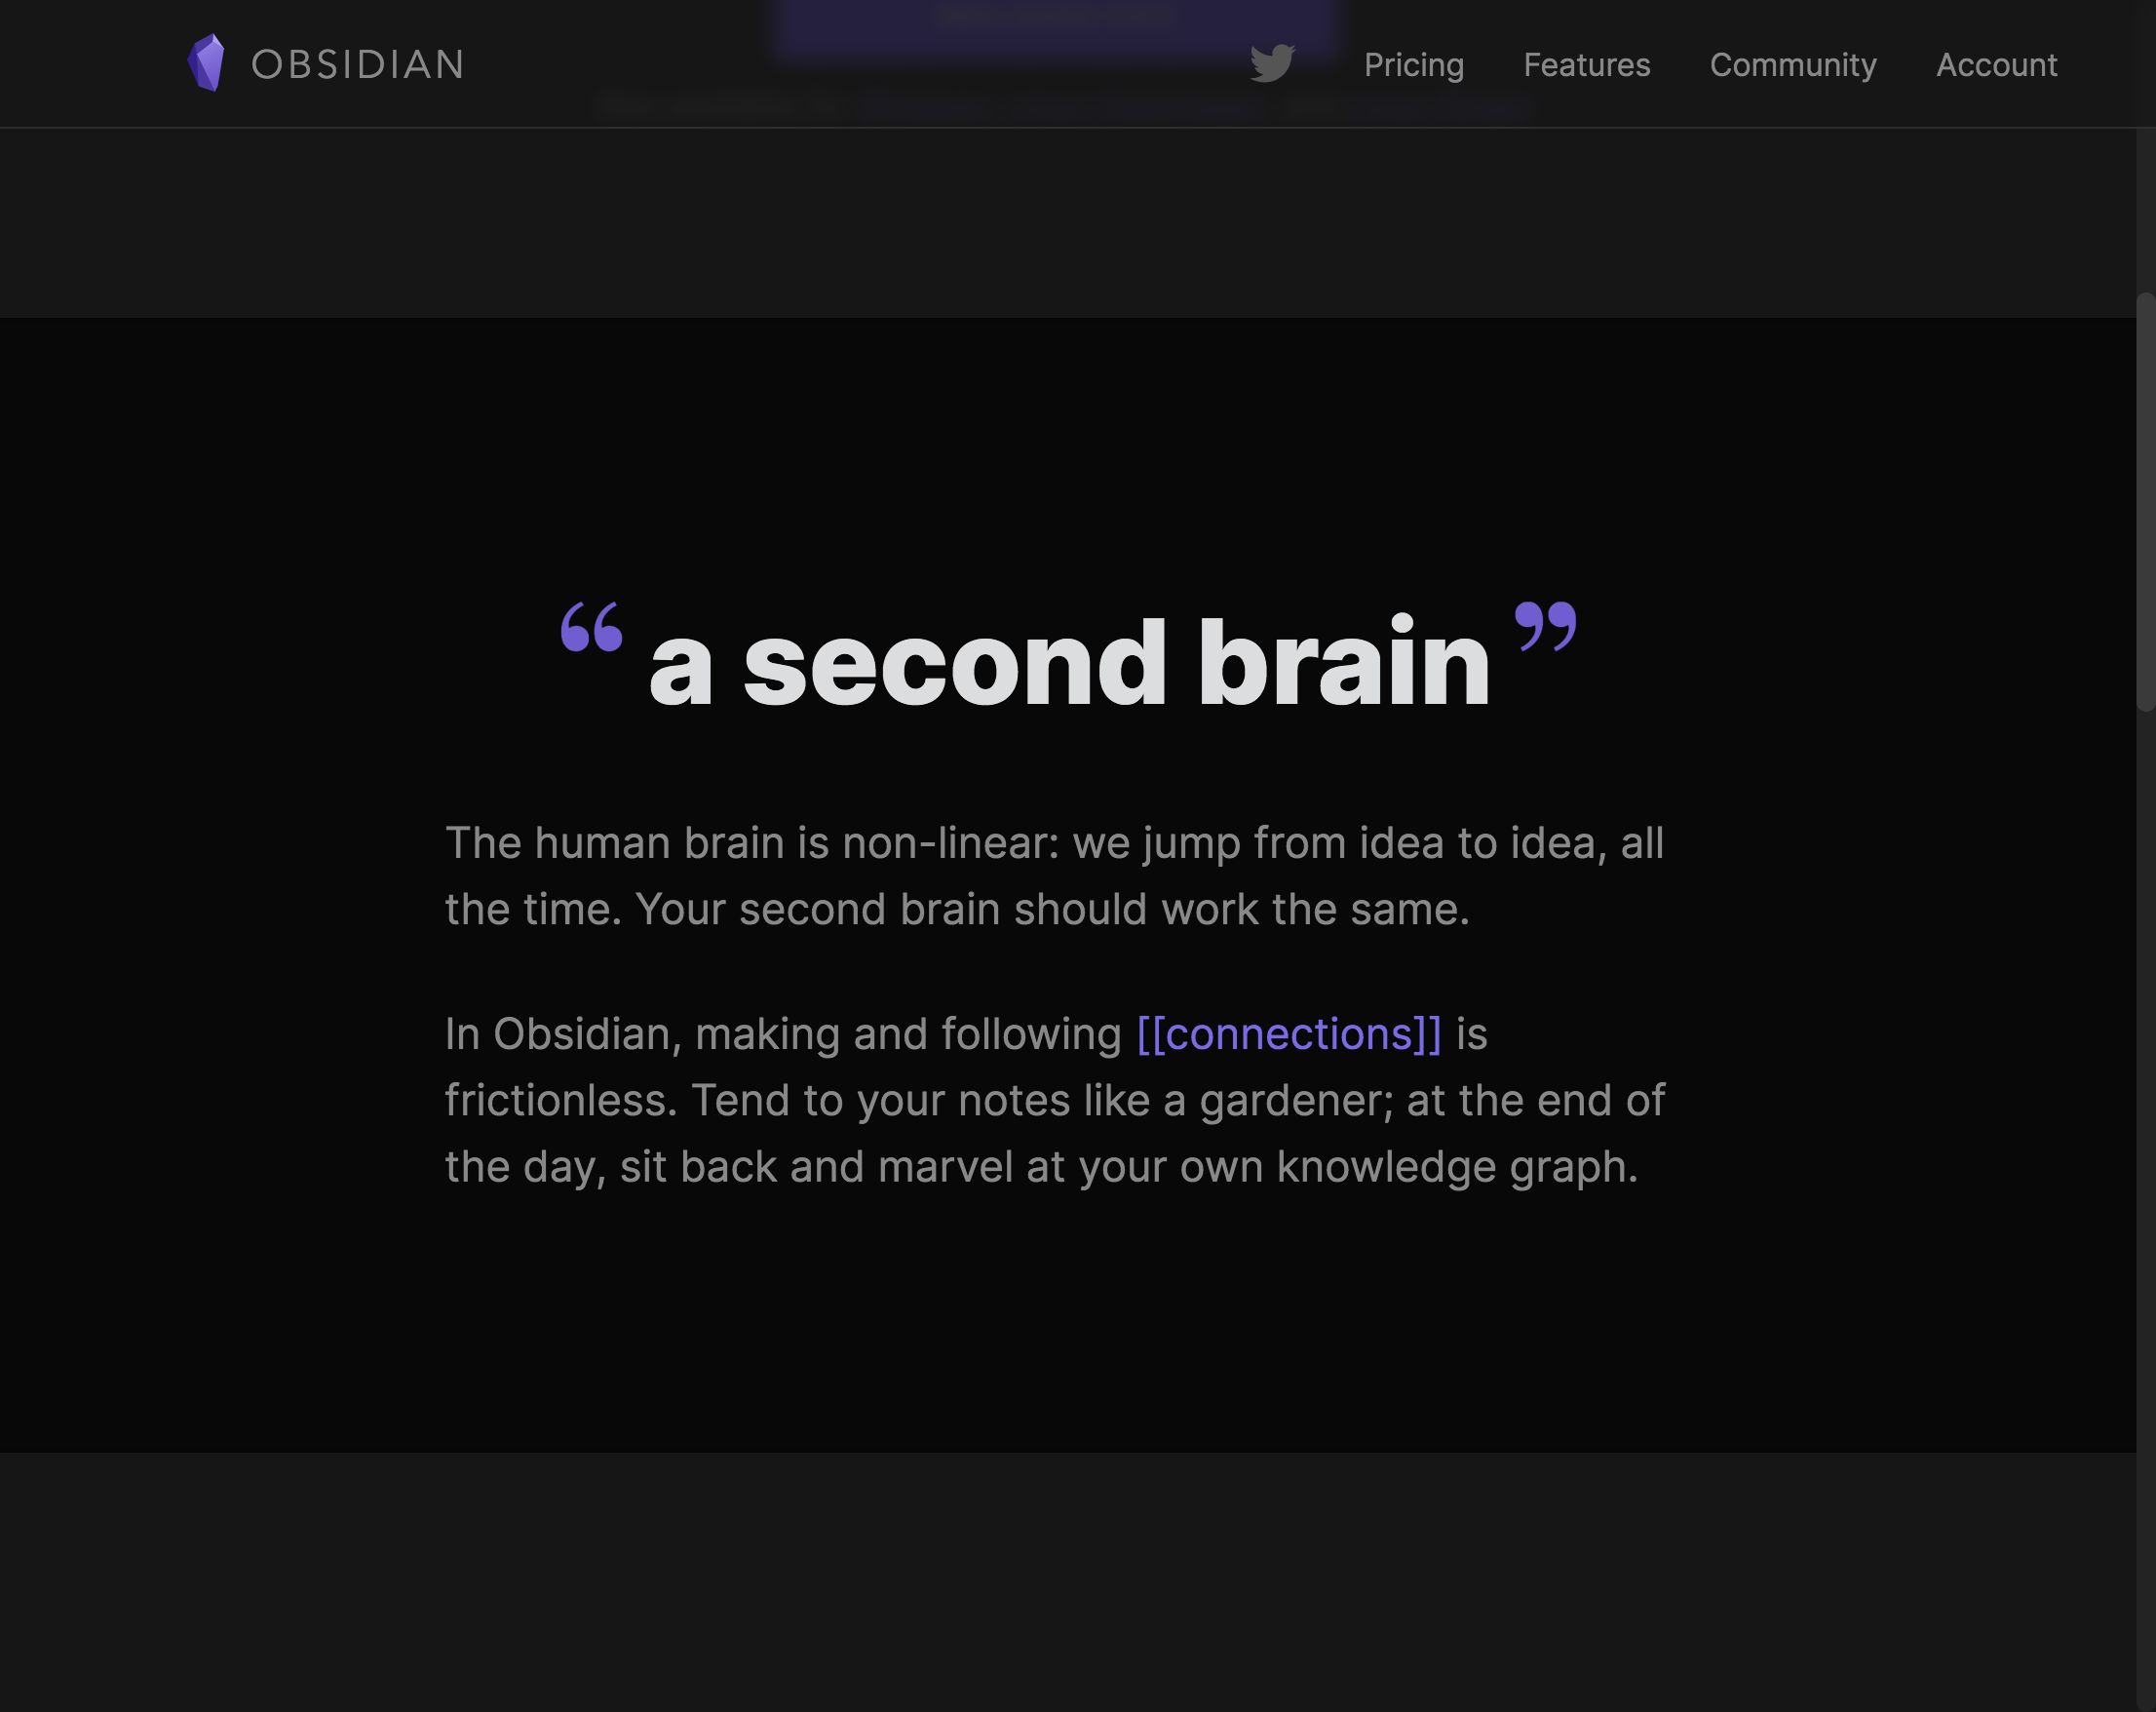 OBSIDIAN
Pricing Features Community Account
“a second brain”
The human brain is non-linear: we jump from idea to idea, all
the time. Your second brain should work the same.
In Obsidian, making and following [[connections]] is
frictionless. Tend to your notes like a gardener; at the end of
the day, sit back and marvel at your own knowledge graph.